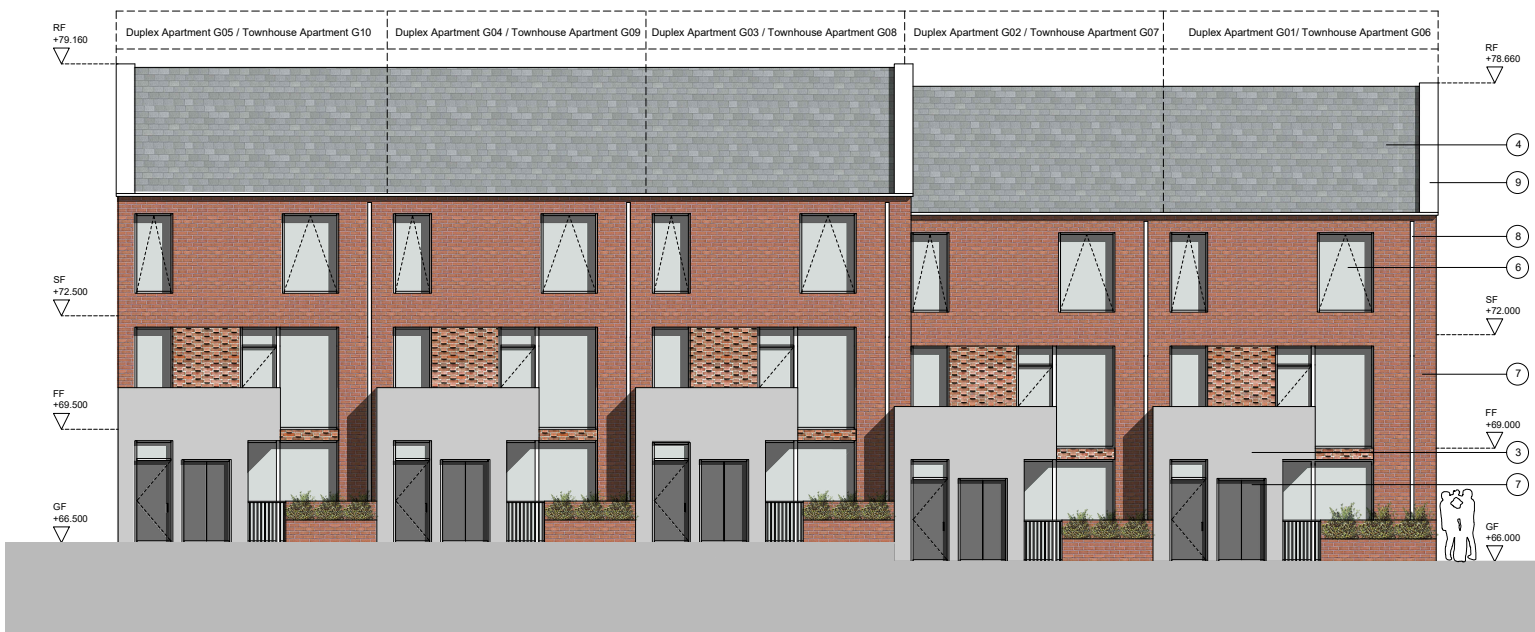 Duplex Apartment G05 / Townhouse Apartment G10
Duplex Apartment G04 / Townhouse Apartment G09
Duplex Apartment G03 / Townhouse Apartment G08
Duplex Apartment G02 / Townhouse Apartment G07
Duplex Apartment G01/ Townhouse Apartment G06
RF
+79.160
SF
+72.500
FF
+69.500
GF
+66.500
RF
+78.660
4
9
8
6
SF
+72.000
7
FF
+69.000
3
7
GF
+66.000